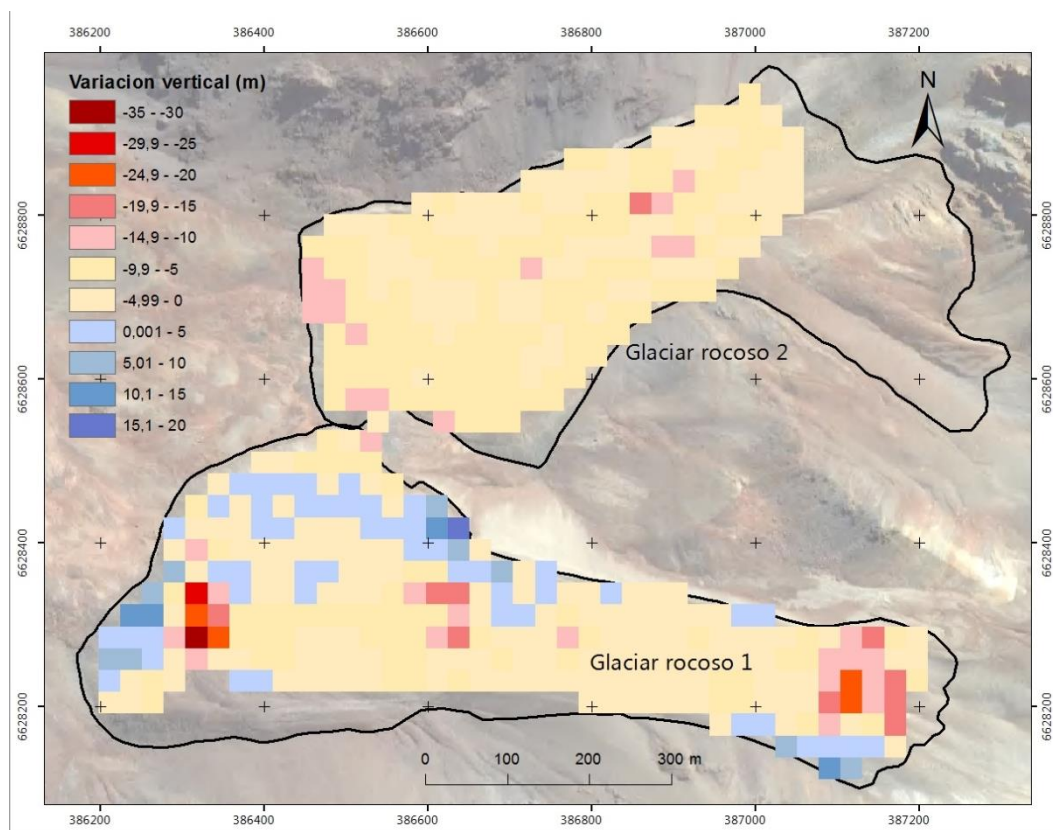 386200 386400 386600 386800 387000 387200
Variacion vertical (m)
N
-35 - -30
-29,9 - -25
-24,9 - -20
-19,9 - -15
6628800 6628800
-14,9 - -10
-9,9 - -5
-4,99 - 0
0,001 - 5
5,01 - 10
Glaciar rocoso 2
6628600 6628600
10,1 - 15
15,1 - 20
6628400 6628400
Glaciar rocoso 1
6628200 6628200
0 100 200 300 m
386200 386400 386600 386800 387000 387200